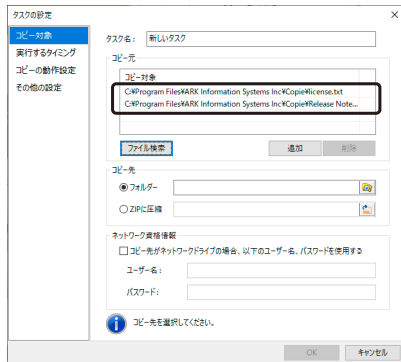 タスクの設定
コピー対象
実行するタイミング
コピーの動作設定
その他の設定
タスク名： 新しいタスク
コピー元
コピー対象
C:¥Program Files¥ARK Information Systems Inc¥Copie¥license.txt
C:¥Program Files¥ARK Information Systems Inc¥Copie¥Release Note...
ファイル検索 追加 削除
コピー先
フォルダー
ZIPに圧縮
ネットワーク資格情報
コピー先がネットワークドライブの場合、以下のユーザー名、パスワードを使用する
ユーザー名：
パスワード：
コピー先を選択してください。
OK キャンセル